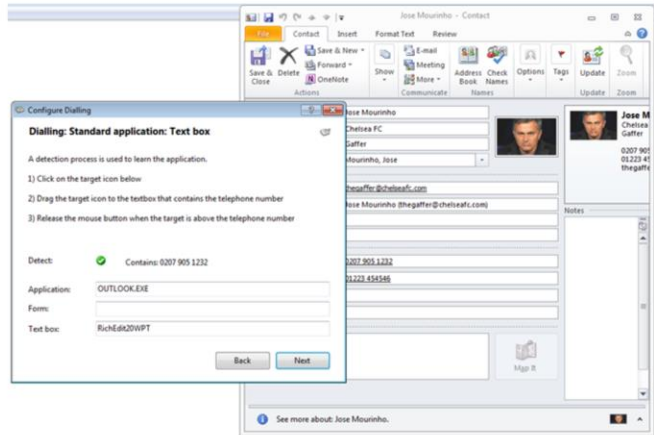 Jose Mourinho - Contact
File Contact Insert Format Text Review
Save & Close
Delete
Save & New
Forward
OneNote
Actions
Show
E-mail
Meeting
More
Communicate
Address Book
Check Names
Names
Options
Tags
Update
Update
Zoom
Zoom
Configure Dialling
Dialling: Standard application: Text box
A detection process is used to learn the application.
1) Click on the target icon below
2) Drag the target icon to the textbox that contains the telephone number
3) Release the mouse button when the target is above the telephone number
Detect: Contains: 0207 905 1232
Application: OUTLOOK.EXE
Form:
Text box: RichEdit20WPT
Back Next
Jose Mourinho
Chelsea FC
Gaffer
Mourinho, Jose
thegaffer@chelseafc.com
Jose Mourinho (thegaffer@chelseafc.com)
0207 905 1232
01223 454546
Map It
Jose M
Chelsea
Gaffer
0207 905
01223 45
thegaffe
Notes
See more about: Jose Mourinho.